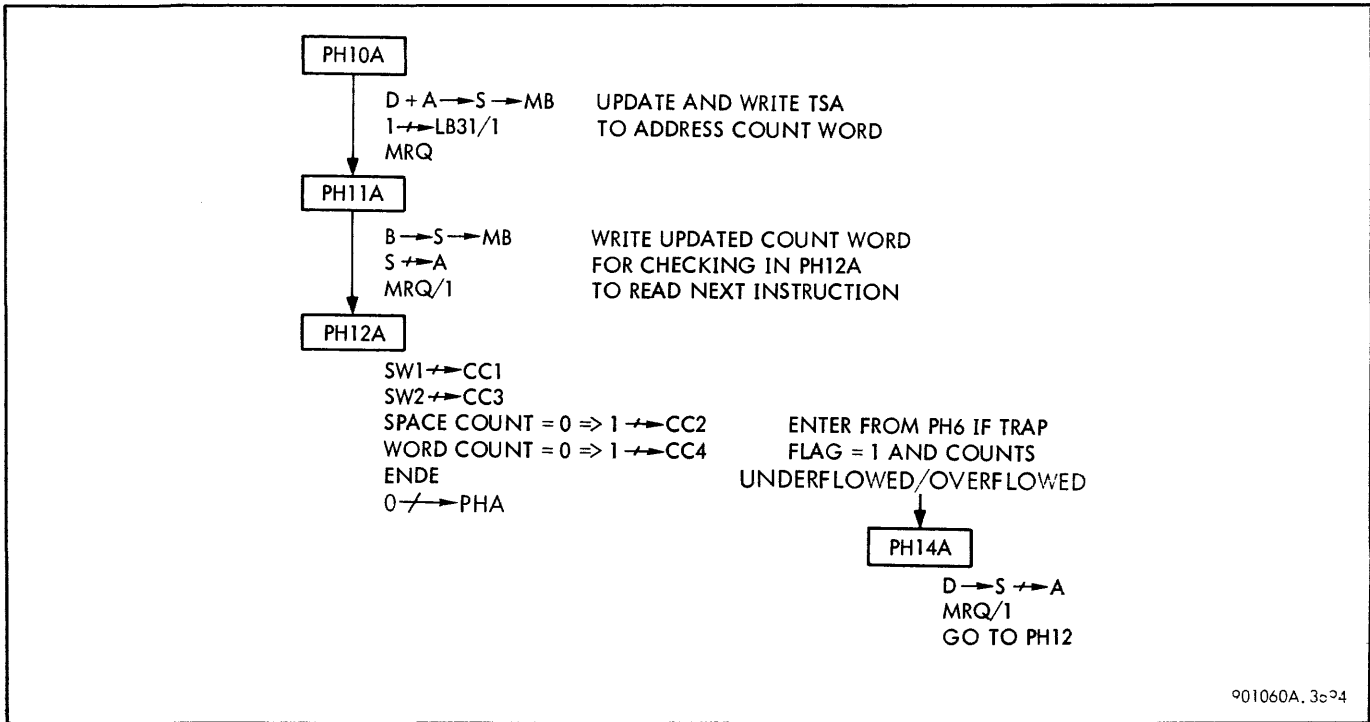 PH10A
D + A → S → MB UPDATE AND WRITE TSA
1 ↛ LB31/1 TO ADDRESS COUNT WORD
MRQ
PH11A
B → S → MB WRITE UPDATED COUNT WORD
S ↛ A FOR CHECKING IN PH12A
MRQ/1 TO READ NEXT INSTRUCTION
PH12A
SW1 ↛ CC1
SW2 ↛ CC3
SPACE COUNT = 0 => 1 ↛ CC2
WORD COUNT = 0 => 1 ↛ CC4
ENDE
0 ↛ PHA
ENTER FROM PH6 IF TRAP
FLAG = 1 AND COUNTS
UNDERFLOWED/OVERFLOWED
PH14A
D → S ↛ A
MRQ/1
GO TO PH12
901060A.